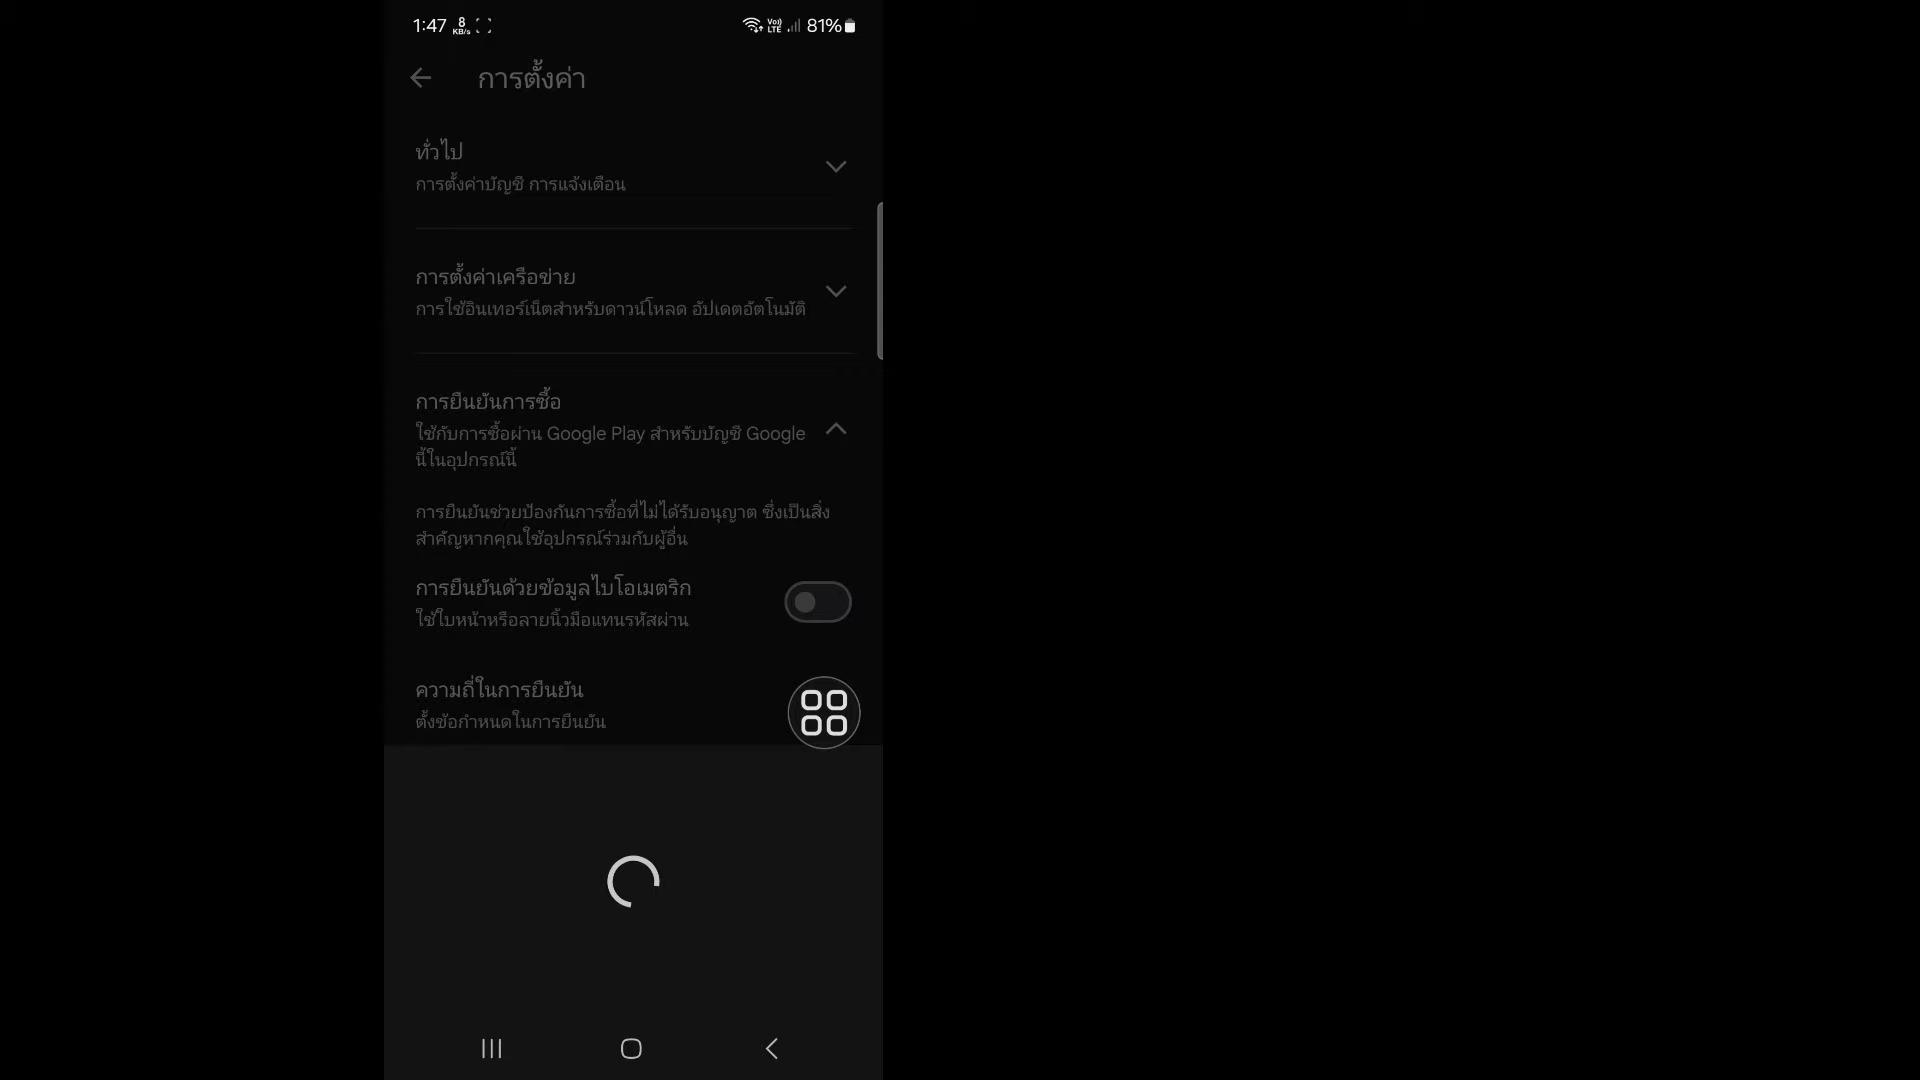 1:47 8 KB/s Vo)) LTE 81%
การตั้งค่า
ทั่วไป
การตั้งค่าบัญชี การแจ้งเตือน
การตั้งค่าเครือข่าย
การใช้อินเทอร์เน็ตสำหรับดาวน์โหลด อัปเดตอัตโนมัติ
การยืนยันการซื้อ
ใช้กับการซื้อผ่าน Google Play สำหรับบัญชี Google
นี้ในอุปกรณ์นี้
การยืนยันช่วยป้องกันการซื้อที่ไม่ได้รับอนุญาต ซึ่งเป็นสิ่ง
สำคัญหากคุณใช้อุปกรณ์ร่วมกับผู้อื่น
การยืนยันด้วยข้อมูลไบโอเมตริก
ใช้ใบหน้าหรือลายนิ้วมือแทนรหัสผ่าน
ความถี่ในการยืนยัน
ตั้งข้อกำหนดในการยืนยัน